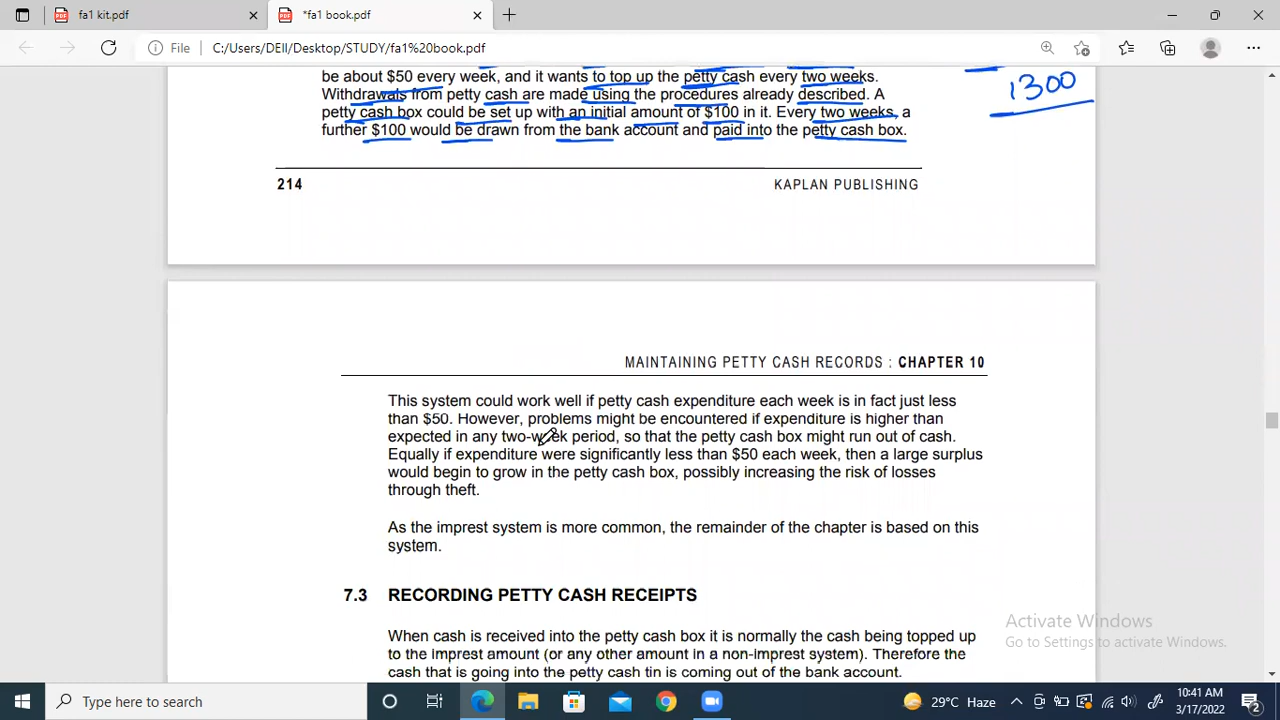 fa1 kit.pdf
*fa1 book.pdf
File
C:/Users/DEll/Desktop/STUDY/fa1%20book.pdf
be about $50 every week, and it wants to top up the petty cash every two weeks.
Withdrawals from petty cash are made using the procedures already described. A
petty cash box could be set up with an initial amount of $100 in it. Every two weeks, a
further $100 would be drawn from the bank account and paid into the petty cash box.
1300
214
KAPLAN PUBLISHING
MAINTAINING PETTY CASH RECORDS : CHAPTER 10
This system could work well if petty cash expenditure each week is in fact just less
than $50. However, problems might be encountered if expenditure is higher than
expected in any two-week period, so that the petty cash box might run out of cash.
Equally if expenditure were significantly less than $50 each week, then a large surplus
would begin to grow in the petty cash box, possibly increasing the risk of losses
through theft.
As the imprest system is more common, the remainder of the chapter is based on this
system.
7.3 RECORDING PETTY CASH RECEIPTS
When cash is received into the petty cash box it is normally the cash being topped up
to the imprest amount (or any other amount in a non-imprest system). Therefore the
cash that is going into the petty cash tin is coming out of the bank account.
Activate Windows
Go to Settings to activate Windows.
Type here to search
29°C Haze
10:41 AM
3/17/2022
2